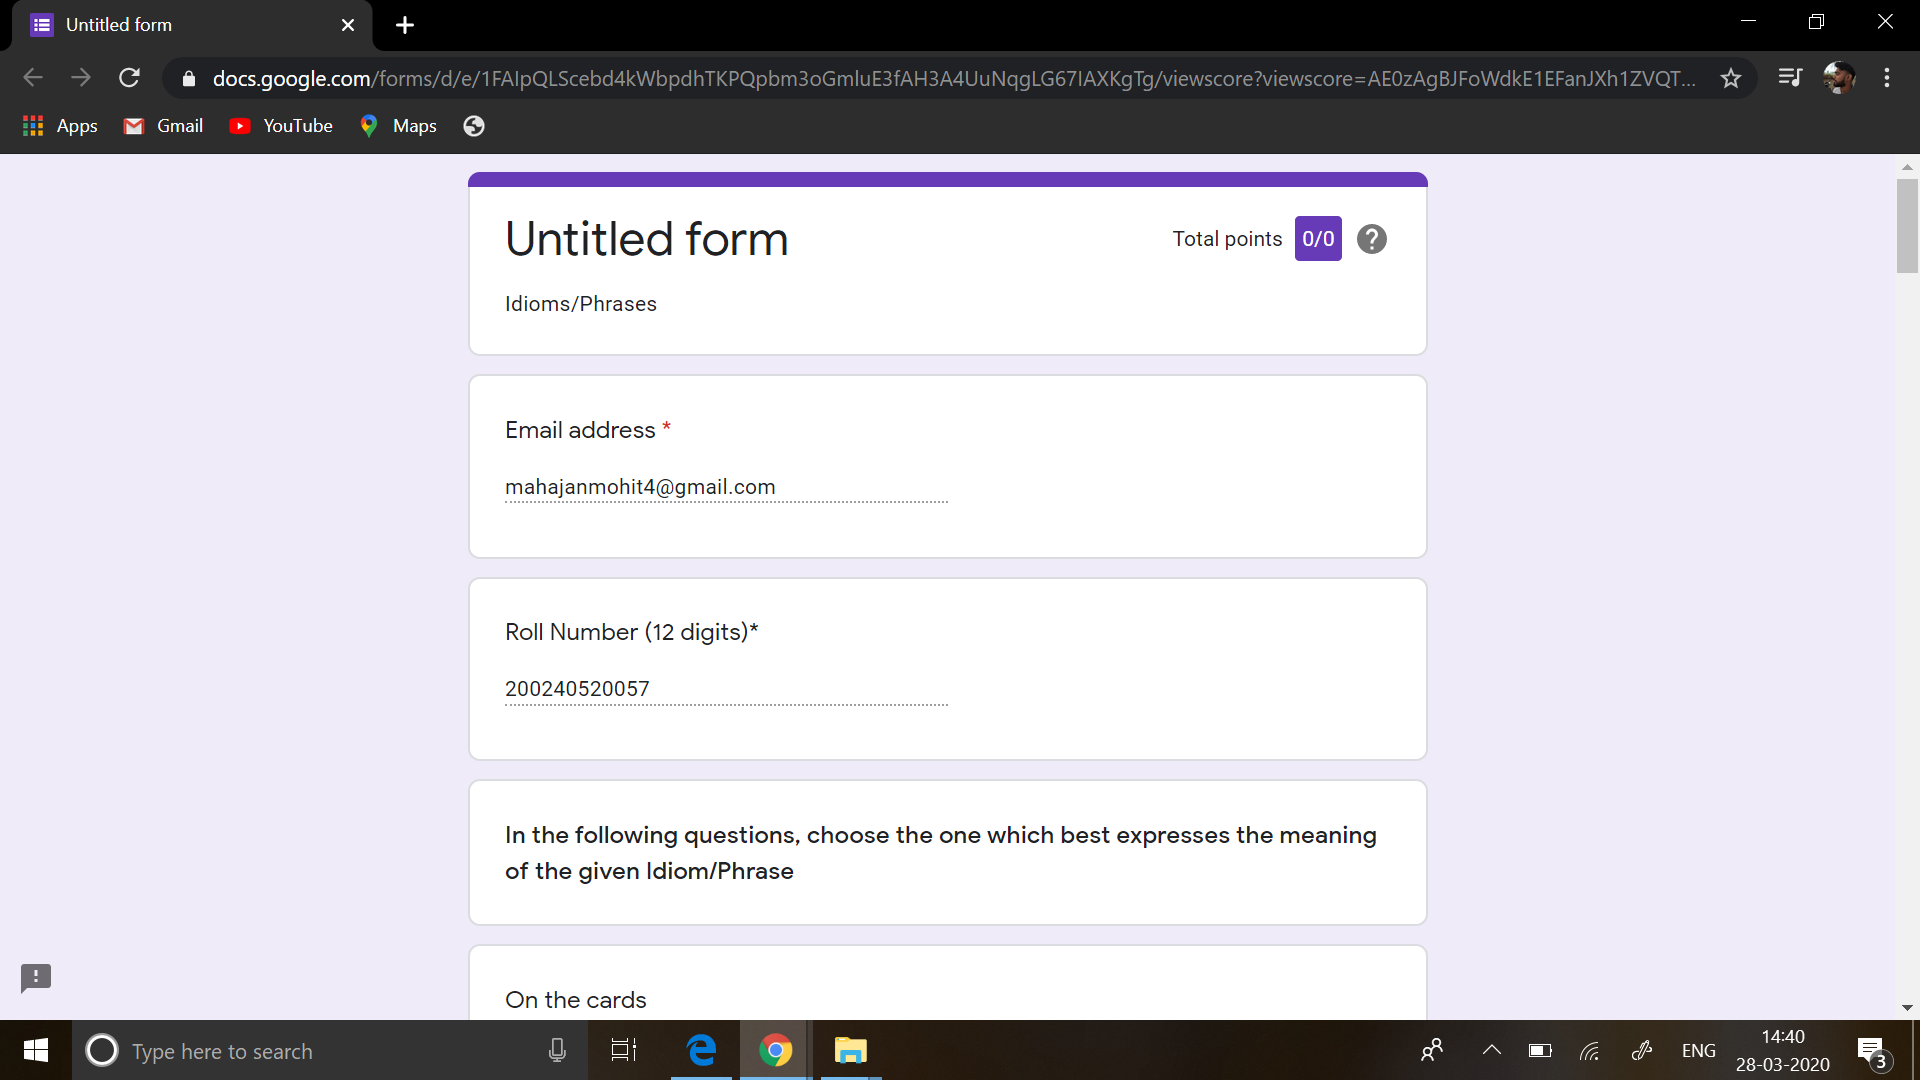 Untitled form
docs.google.com/forms/d/e/1FAIpQLScebd4kWbpdhTKPQpbm3oGmIuE3fAH3A4UuNqgLG67IAXKgTg/viewscore?viewscore=AE0zAgBJFoWdkE1EFanJXh1ZVQT...
Apps Gmail YouTube Maps
Untitled form
Total points 0/0
Idioms/Phrases
Email address *
mahajanmohit4@gmail.com
Roll Number (12 digits)*
200240520057
In the following questions, choose the one which best expresses the meaning
of the given Idiom/Phrase
On the cards
Type here to search
ENG
14:40
28-03-2020
3